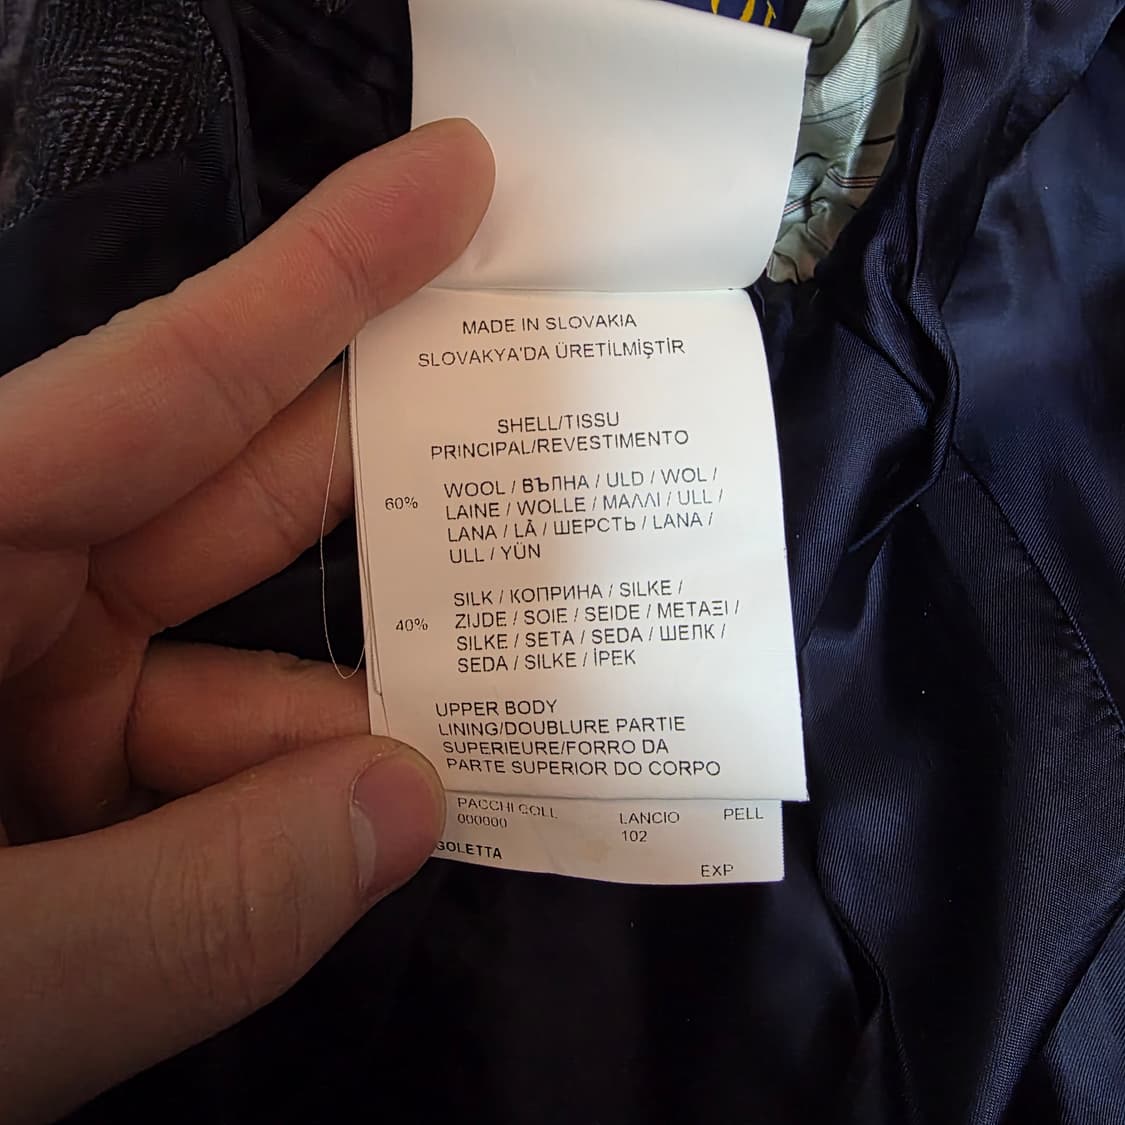 MADE IN SLOVAKIA
SLOVAKYA'DA ÜRETİLMİŞTİR
SHELL/TISSU
PRINCIPAL/REVESTIMENTO
60% WOOL / ВЪЛНА / ULD / WOL /
LAINE / WOLLE / ΜΑΛΛΙ / ULL /
LANA / LÃ / ШЕРСТЬ / LANA /
ULL / YÜN
SILK / КОПРИНА / SILKE /
40% ZIJDE / SOIE / SEIDE / ΜΕΤΑΞΙ /
SILKE / SETA / SEDA / ШЕЛК /
SEDA / SILKE / İPEK
UPPER BODY
LINING/DOUBLURE PARTIE
SUPERIEURE/FORRO DA
PARTE SUPERIOR DO CORPO
PACCHI COLL LANCIO PELL
000000 102
GOLETTA
EXP